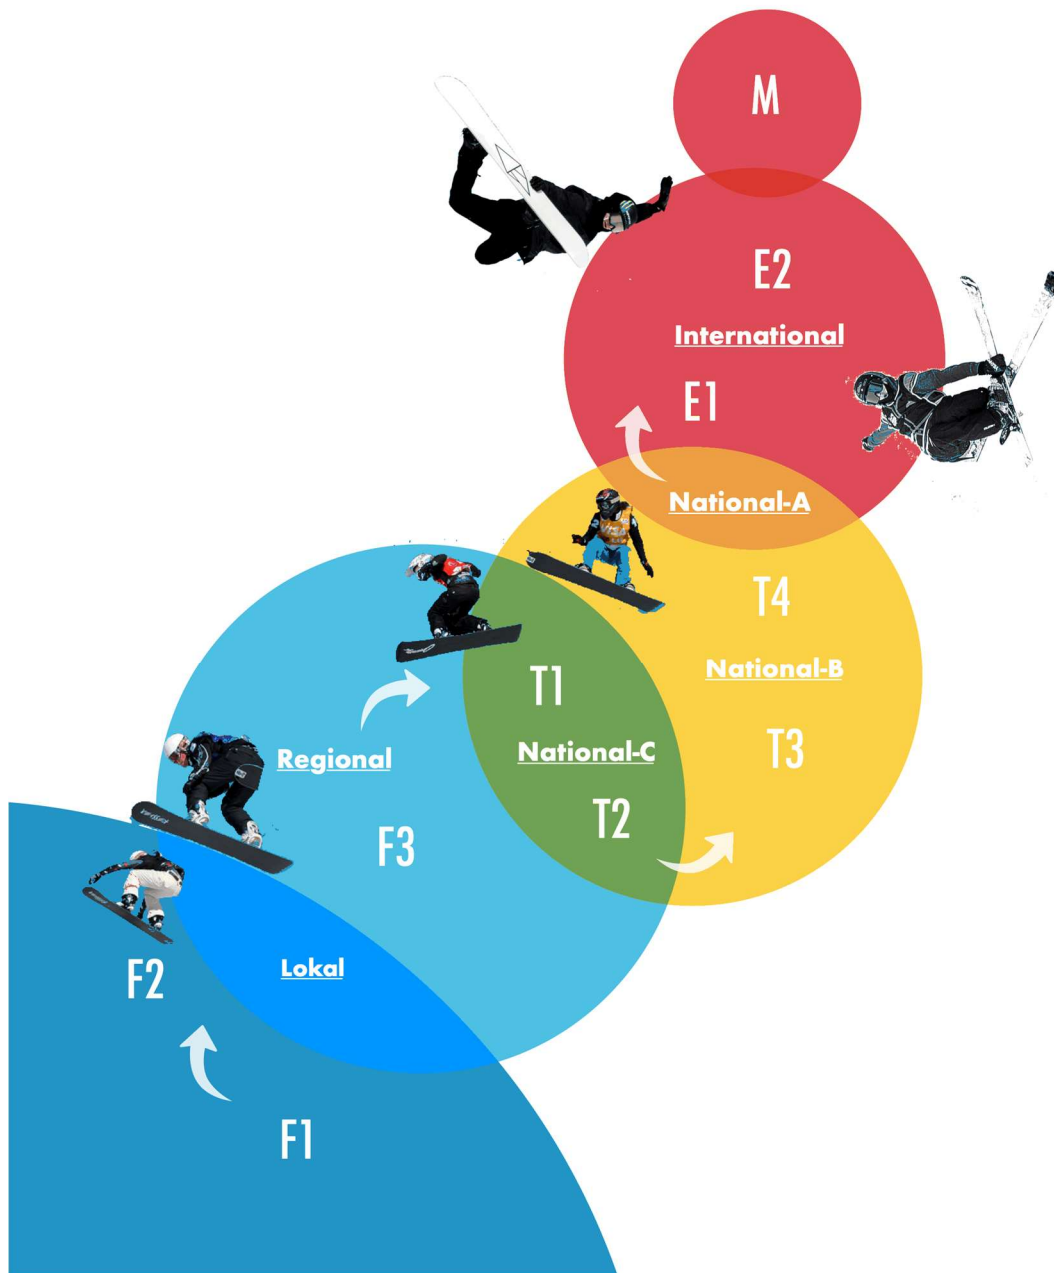 M
E2
International
E1
National-A
T4
National-B
T3
T1
National-C
T2
Regional
F3
Lokal
F2
F1